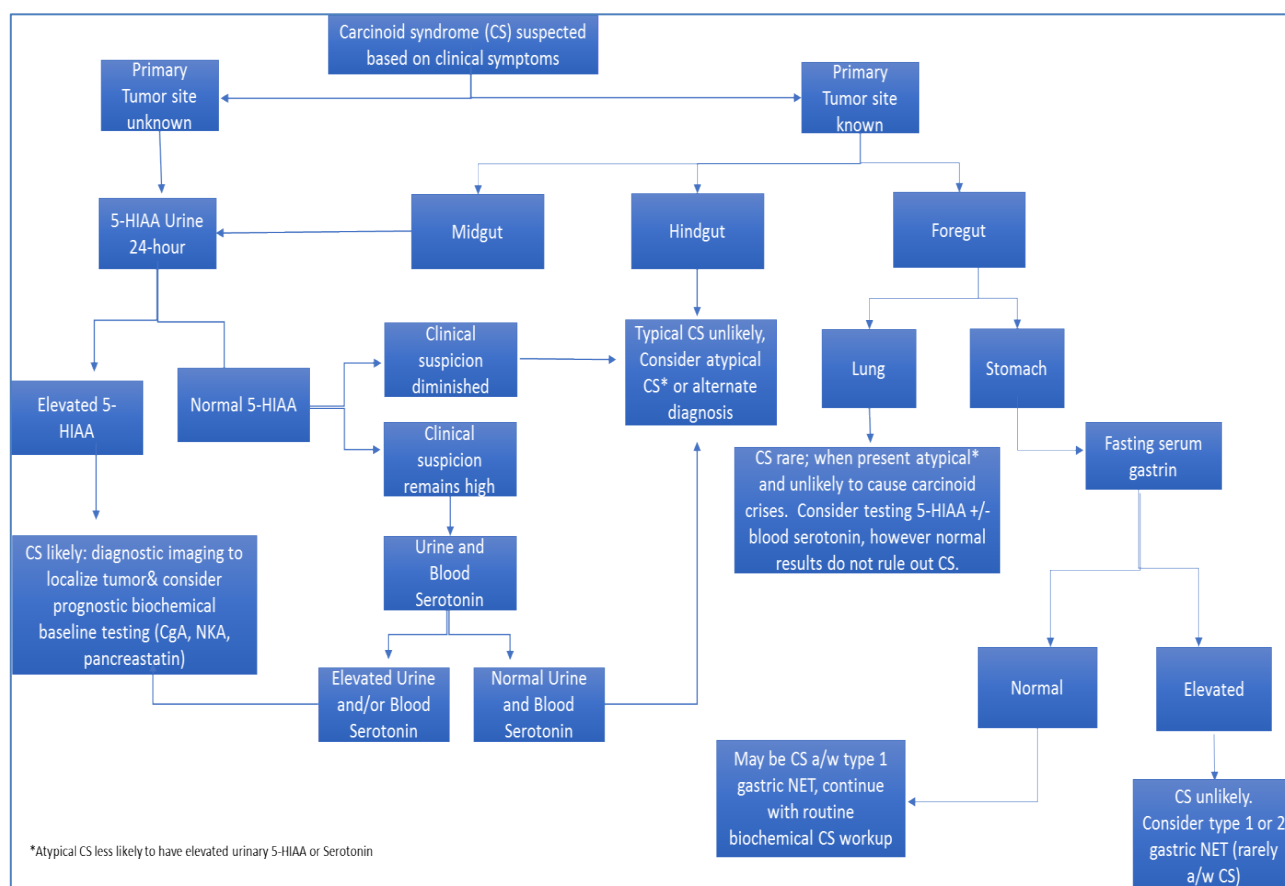 Carcinoid syndrome (CS) suspected
based on clinical symptoms
Primary
Tumor site
unknown
Primary
Tumor site
known
5-HIAA Urine
24-hour
Midgut
Hindgut
Foregut
Clinical
suspicion
diminished
Typical CS unlikely,
Consider atypical
CS* or alternate
diagnosis
Lung
Stomach
Elevated 5-
HIAA
Normal 5-HIAA
Clinical
suspicion
remains high
Fasting serum
gastrin
CS rare; when present atypical*
and unlikely to cause carcinoid
crises. Consider testing 5-HIAA +/-
blood serotonin, however normal
results do not rule out CS.
CS likely: diagnostic imaging to
localize tumor& consider
prognostic biochemical
baseline testing (CgA, NKA,
pancreastatin)
Urine and
Blood
Serotonin
Elevated Urine
and/or Blood
Serotonin
Normal Urine
and Blood
Serotonin
Normal
Elevated
May be CS a/w type 1
gastric NET, continue
with routine
biochemical CS workup
CS unlikely.
Consider type 1 or 2
gastric NET (rarely
a/w CS)
*Atypical CS less likely to have elevated urinary 5-HIAA or Serotonin